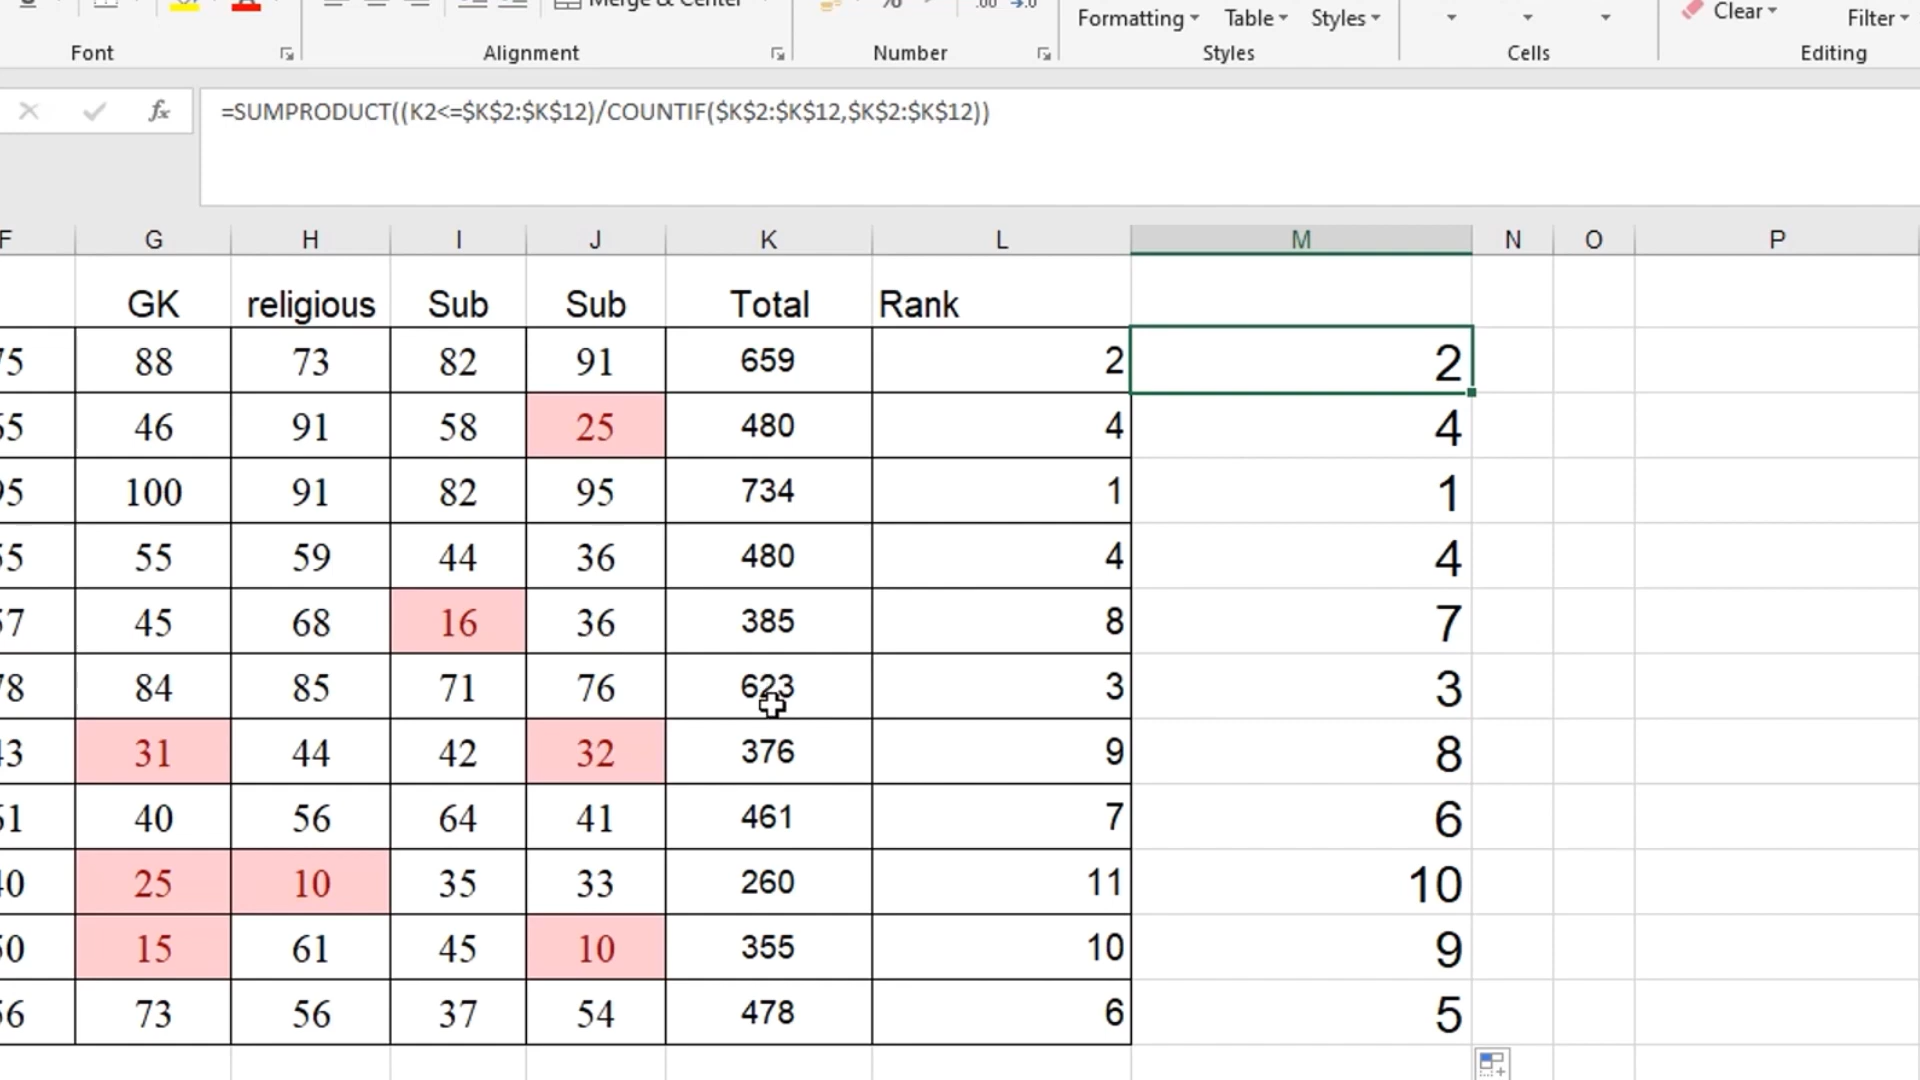 Merge & Center
Formatting Table Styles Clear Filter
Font Alignment Number Styles Cells Editing
fx =SUMPRODUCT((K2<=$K$2:$K$12)/COUNTIF($K$2:$K$12,$K$2:$K$12))
F G H I J K L M N O P
GK religious Sub Sub Total Rank
88 73 82 91 659 2 2
46 91 58 25 480 4 4
100 91 82 95 734 1 1
55 59 44 36 480 4 4
45 68 16 36 385 8 7
84 85 71 76 623 3 3
31 44 42 32 376 9 8
40 56 64 41 461 7 6
25 10 35 33 260 11 10
15 61 45 10 355 10 9
73 56 37 54 478 6 5